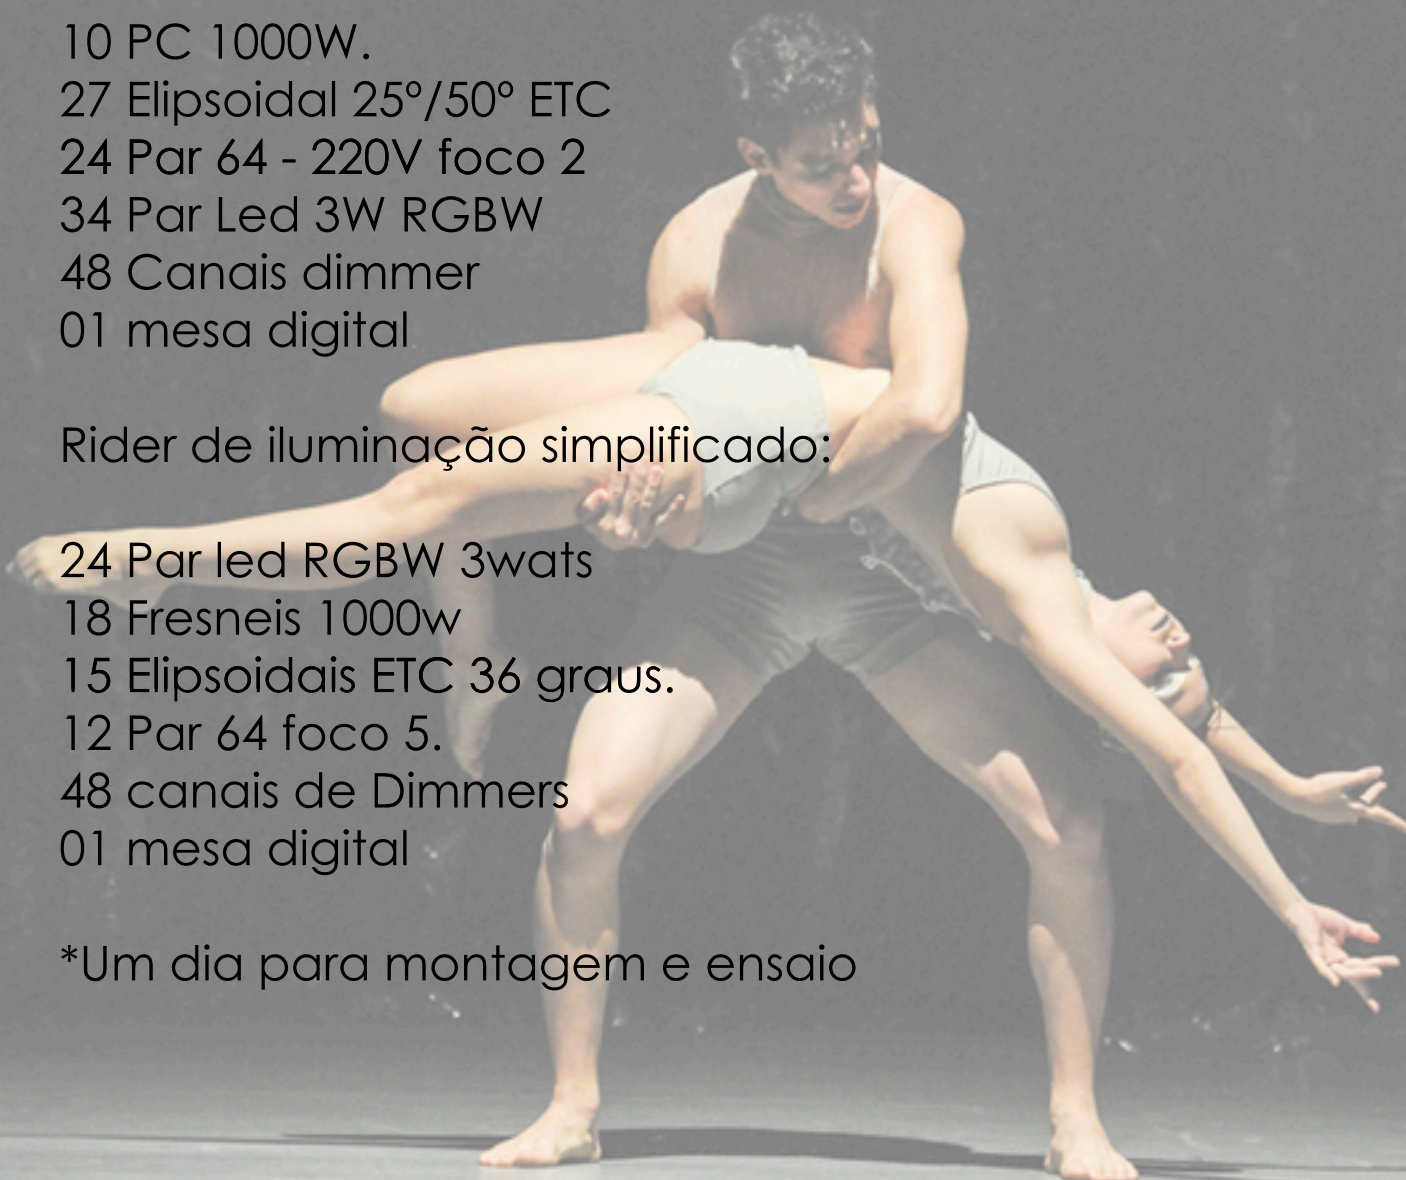 10 PC 1000W.
27 Elipsoidal 25º/50º ETC
24 Par 64 - 220V foco 2
34 Par Led 3W RGBW
48 Canais dimmer
01 mesa digital
Rider de iluminação simplificado:
24 Par led RGBW 3wats
18 Fresneis 1000w
15 Elipsoidais ETC 36 graus.
12 Par 64 foco 5.
48 canais de Dimmers
01 mesa digital
*Um dia para montagem e ensaio